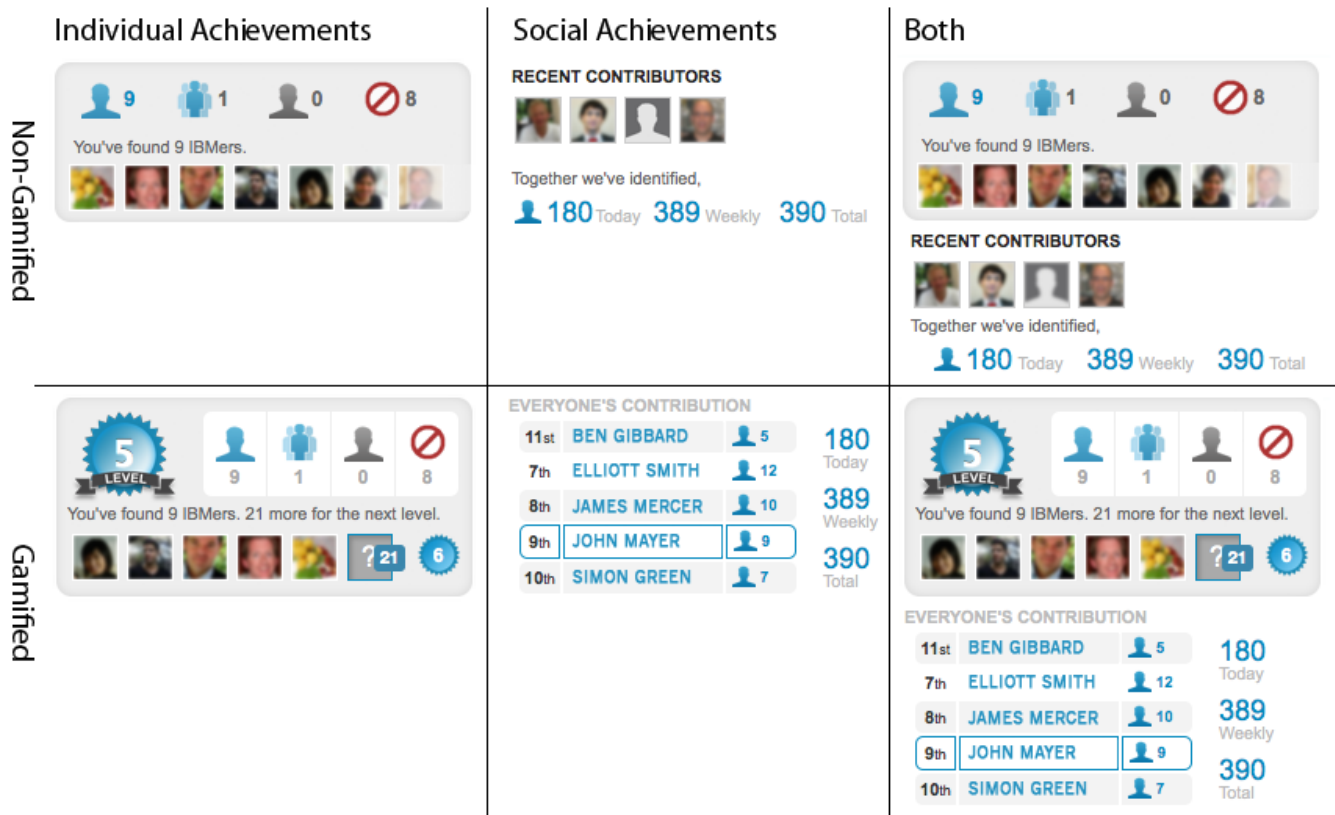 Individual Achievements
Social Achievements
Both
Non-Gamified
9 1 0 8
You've found 9 IBMers.
RECENT CONTRIBUTORS
Together we've identified,
180 Today 389 Weekly 390 Total
9 1 0 8
You've found 9 IBMers.
RECENT CONTRIBUTORS
Together we've identified,
180 Today 389 Weekly 390 Total
Gamified
5
LEVEL
9 1 0 8
You've found 9 IBMers. 21 more for the next level.
? 21 6
EVERYONE'S CONTRIBUTION
11st BEN GIBBARD 5
7th ELLIOTT SMITH 12
8th JAMES MERCER 10
9th JOHN MAYER 9
10th SIMON GREEN 7
180
Today
389
Weekly
390
Total
5
LEVEL
9 1 0 8
You've found 9 IBMers. 21 more for the next level.
? 21 6
EVERYONE'S CONTRIBUTION
11st BEN GIBBARD 5
7th ELLIOTT SMITH 12
8th JAMES MERCER 10
9th JOHN MAYER 9
10th SIMON GREEN 7
180
Today
389
Weekly
390
Total